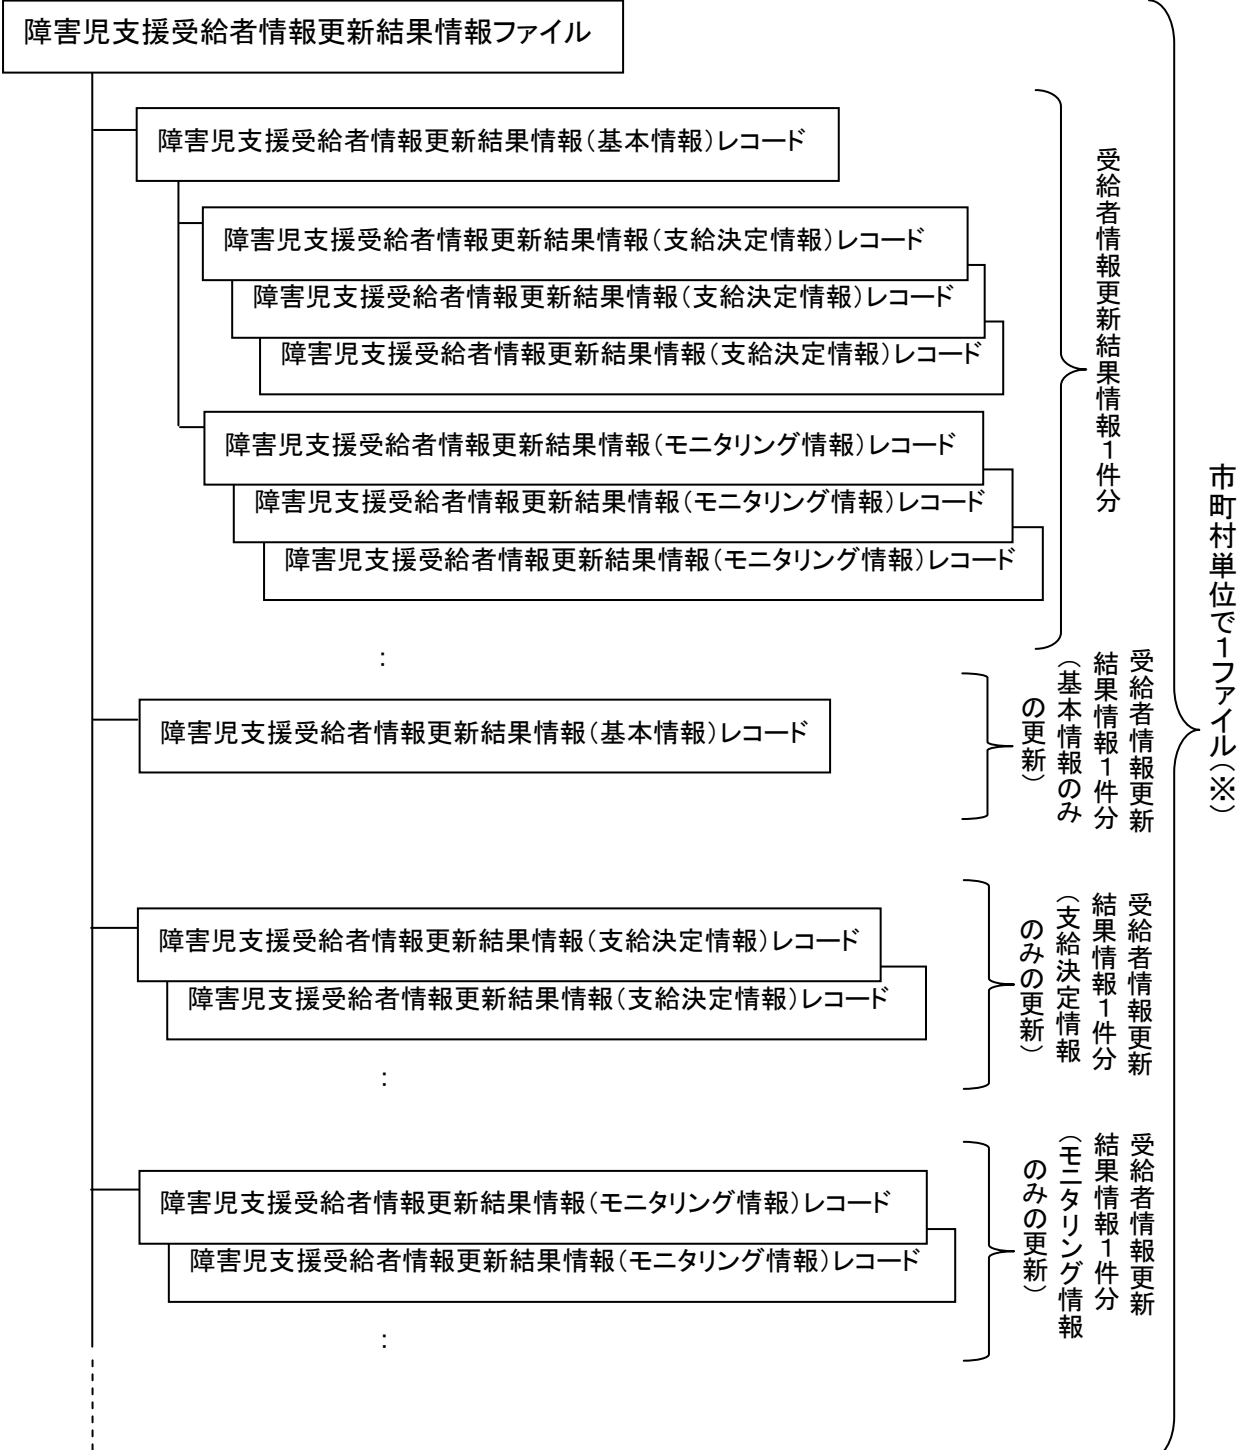 障害児支援受給者情報更新結果情報ファイル
障害児支援受給者情報更新結果情報（基本情報）レコード
障害児支援受給者情報更新結果情報（支給決定情報）レコード
障害児支援受給者情報更新結果情報（支給決定情報）レコード
障害児支援受給者情報更新結果情報（支給決定情報）レコード
障害児支援受給者情報更新結果情報（モニタリング情報）レコード
障害児支援受給者情報更新結果情報（モニタリング情報）レコード
障害児支援受給者情報更新結果情報（モニタリング情報）レコード
：
受給者情報更新結果情報１件分
障害児支援受給者情報更新結果情報（基本情報）レコード
受給者情報更新
結果情報１件分
（基本情報のみ
の更新）
障害児支援受給者情報更新結果情報（支給決定情報）レコード
障害児支援受給者情報更新結果情報（支給決定情報）レコード
：
受給者情報更新
結果情報１件分
（支給決定情報
のみの更新）
障害児支援受給者情報更新結果情報（モニタリング情報）レコード
障害児支援受給者情報更新結果情報（モニタリング情報）レコード
：
受給者情報更新
結果情報１件分
（モニタリング情報
のみの更新）
市町村単位で１ファイル（※）